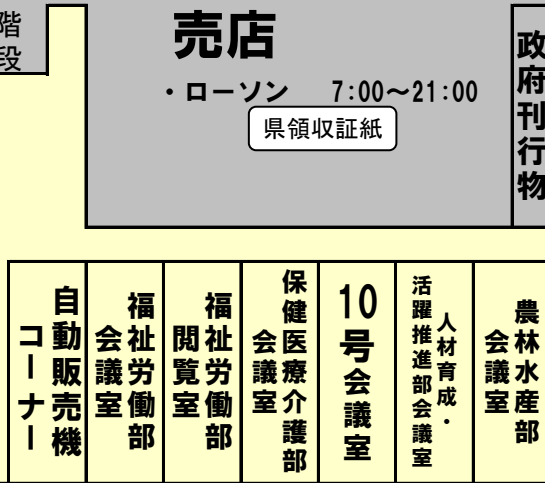 階段
売店
・ローソン 7:00～21:00
県領収証紙
政府刊行物
自動販売機
コーナー
福祉労働部
会議室
福祉労働部
閲覧室
保健医療介護部
会議室
10号会議室
人材育成・
活躍推進部会議室
農林水産部
会議室